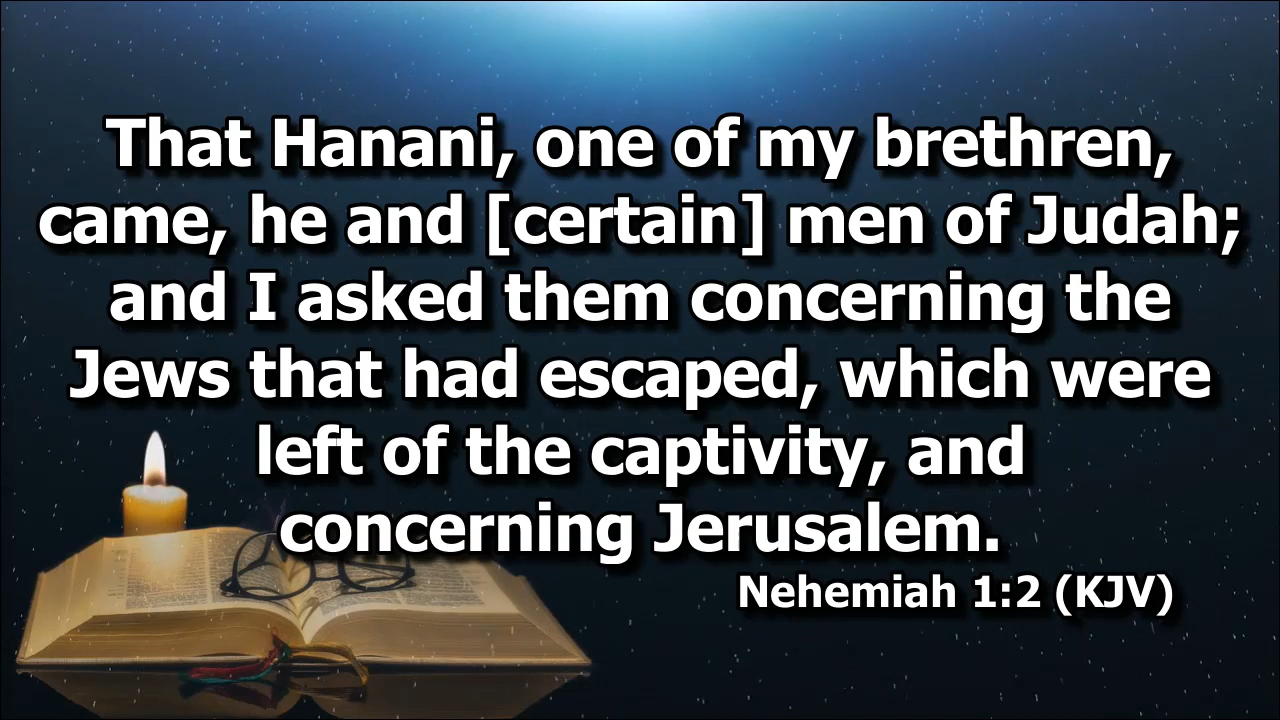 That Hanani, one of my brethren,
came, he and [certain] men of Judah;
and I asked them concerning the
Jews that had escaped, which were
left of the captivity, and
concerning Jerusalem.
Nehemiah 1:2 (KJV)